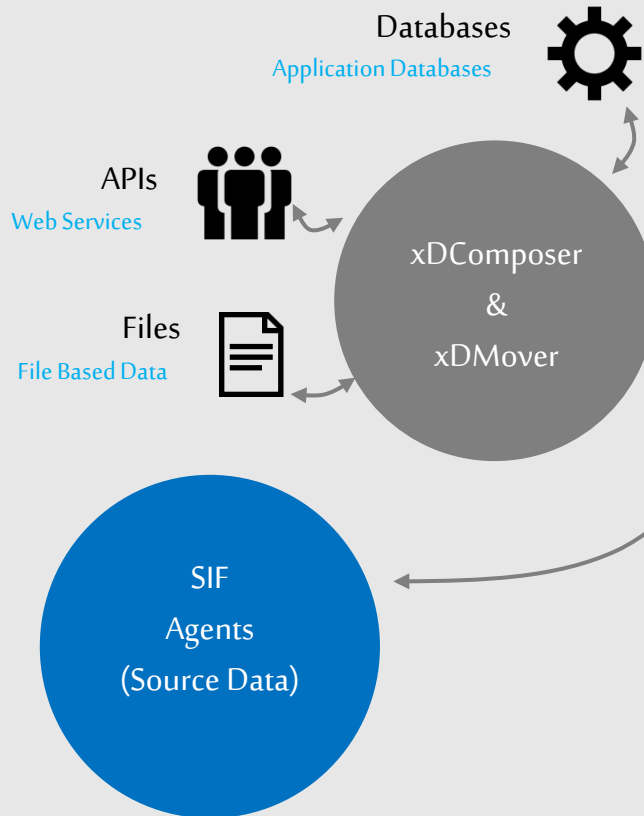 Databases
Application Databases
APIs
Web Services
xDComposer
&
xDMover
Files
File Based Data
SIF
Agents
(Source Data)